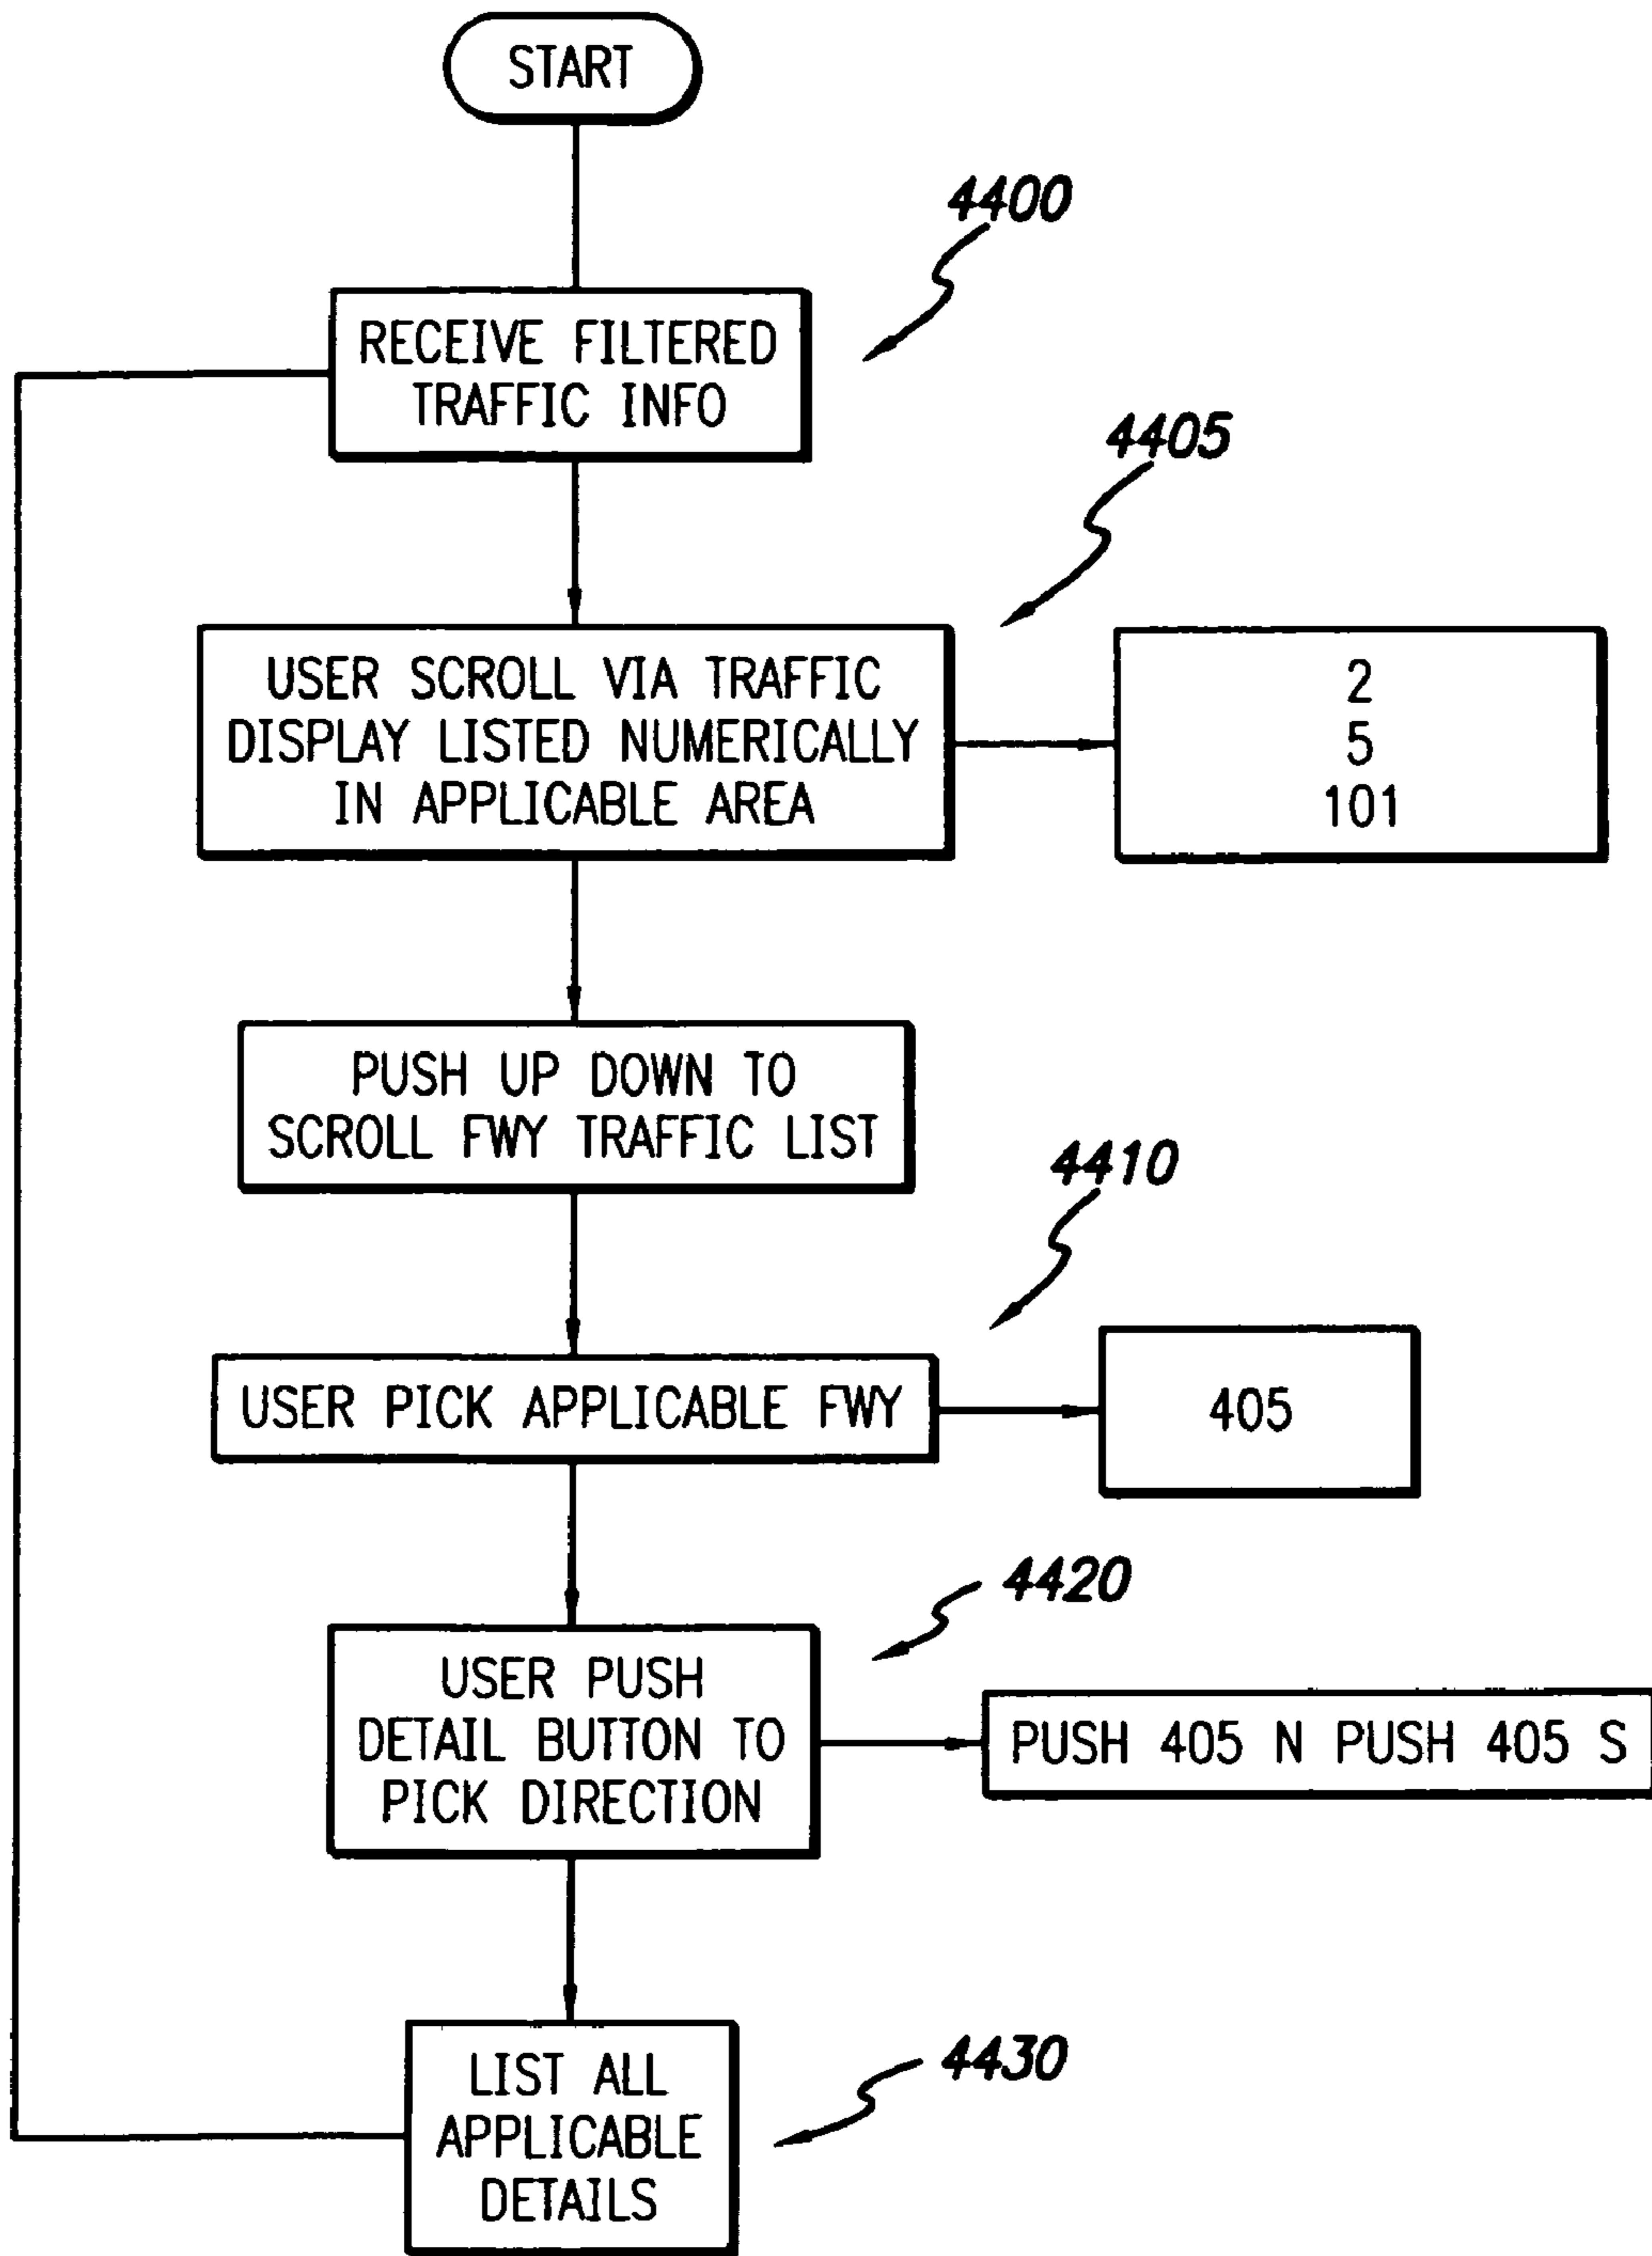 START
4400
RECEIVE FILTERED
TRAFFIC INFO
4405
USER SCROLL VIA TRAFFIC
DISPLAY LISTED NUMERICALLY
IN APPLICABLE AREA
2
5
101
PUSH UP DOWN TO
SCROLL FWY TRAFFIC LIST
4410
USER PICK APPLICABLE FWY
405
4420
USER PUSH
DETAIL BUTTON TO
PICK DIRECTION
PUSH 405 N PUSH 405 S
4430
LIST ALL
APPLICABLE
DETAILS